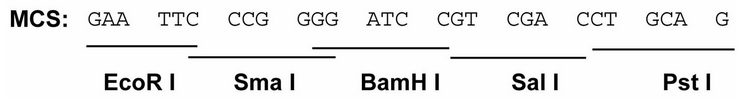 MCS: GAA TTC CCG GGG ATC CGT CGA CCT GCA G
EcoR I Sma I BamH I Sal I Pst I